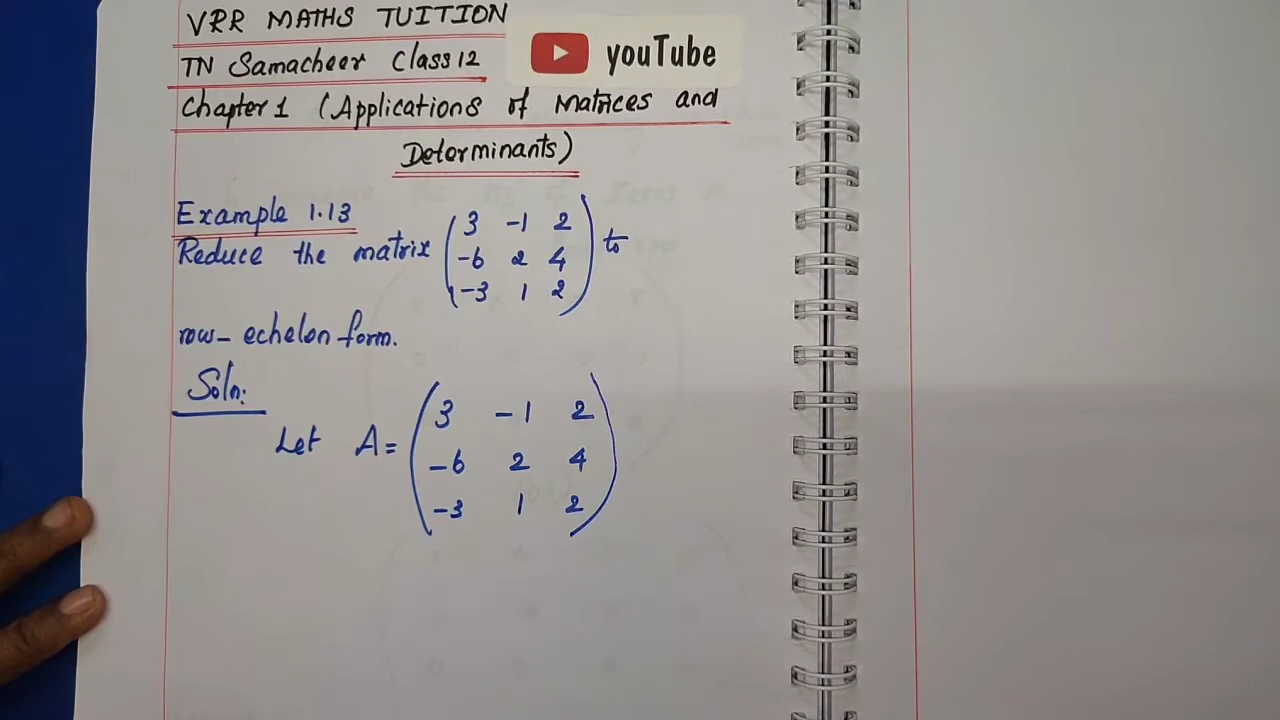 VRR MATHS TUITION
YouTube
TN Samacheer Class 12
Chapter 1 (Applications of Matrices and
Determinants)
Example 1.13
Reduce the matrix (3 -1 2
-6 2 4
-3 1 2) to
row-echelon form.
Soln:
Let A = (3 -1 2
-6 2 4
-3 1 2)